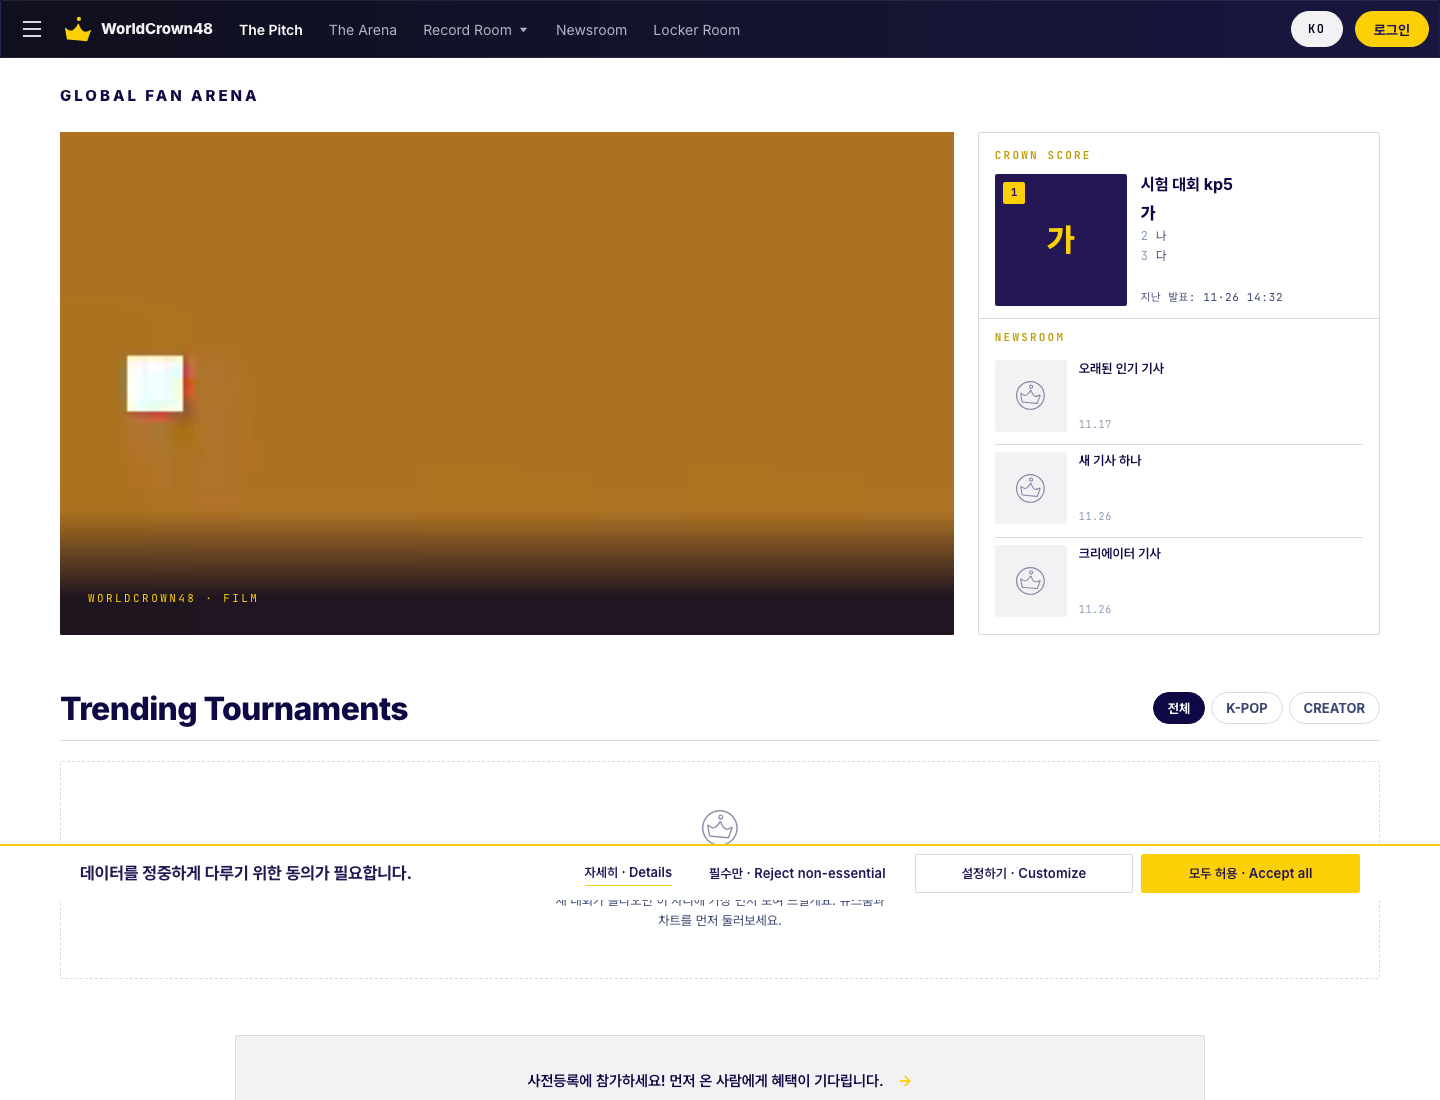 WorldCrown48
The Pitch
The Arena
Record Room
Newsroom
Locker Room
KO
로그인
GLOBAL FAN ARENA
WORLDCROWN48 · FILM
CROWN SCORE
1
가
시험 대회 kp5
가
2 나
3 다
지난 발표: 11·26 14:32
NEWSROOM
오래된 인기 기사
11.17
새 기사 하나
11.26
크리에이터 기사
11.26
Trending Tournaments
전체
K-POP
CREATOR
데이터를 정중하게 다루기 위한 동의가 필요합니다.
자세히 · Details
필수만 · Reject non-essential
설정하기 · Customize
모두 허용 · Accept all
차트를 먼저 둘러보세요.
사전등록에 참가하세요! 먼저 온 사람에게 혜택이 기다립니다. →